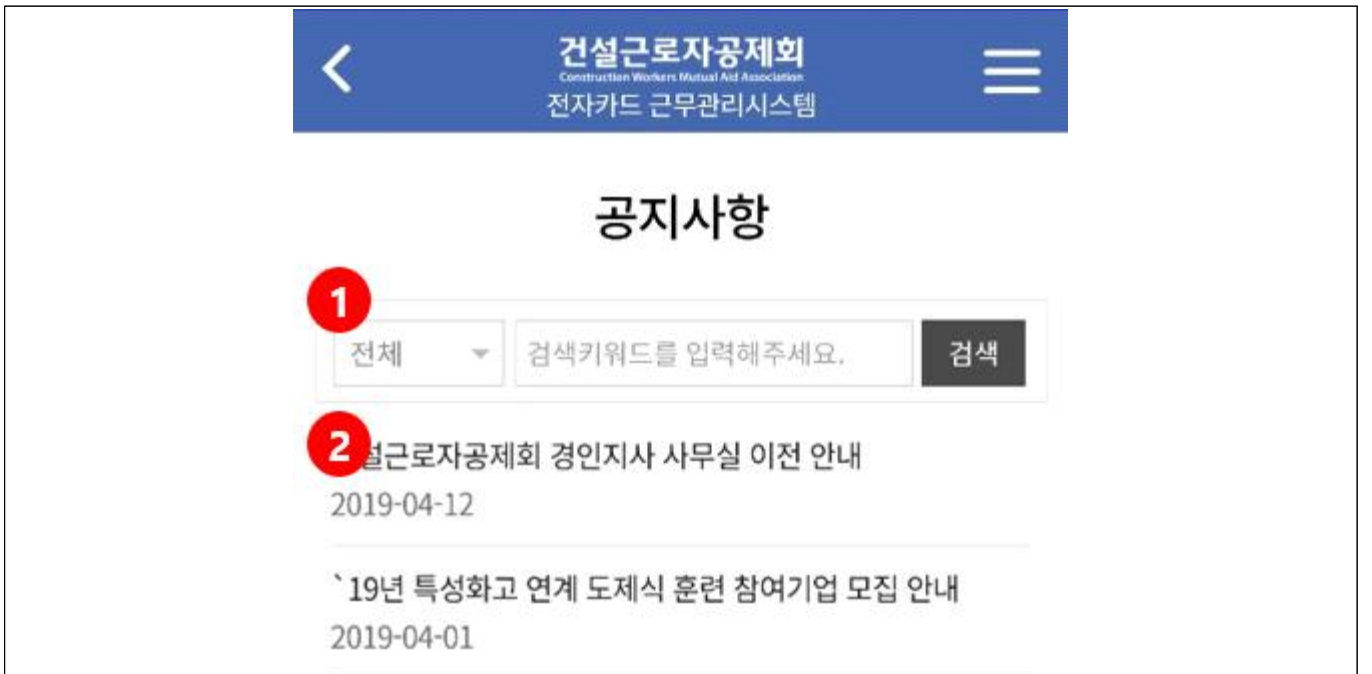 건설근로자공제회
Construction Workers Mutual Aid Association
전자카드 근무관리시스템
공지사항
1
전체
검색키워드를 입력해주세요.
검색
2
설근로자공제회 경인지사 사무실 이전 안내
2019-04-12
`19년 특성화고 연계 도제식 훈련 참여기업 모집 안내
2019-04-01